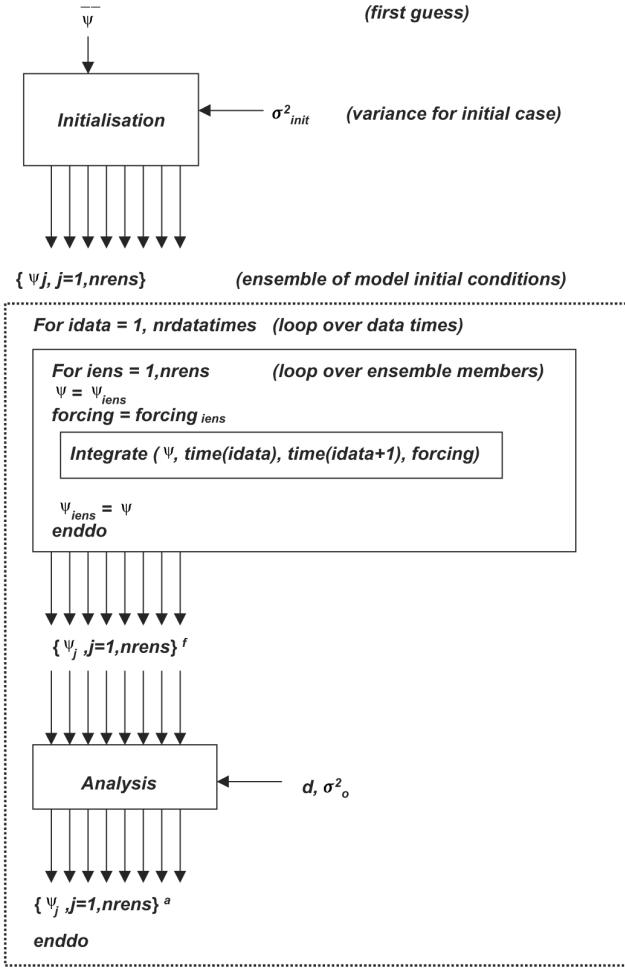 ψ̅ (first guess)
Initialisation
σ²init (variance for initial case)
{ ψj, j=1,nrens} (ensemble of model initial conditions)
For idata = 1, nrdatatimes (loop over data times)
For iens = 1,nrens (loop over ensemble members)
ψ = ψiens
forcing = forcing iens
Integrate ( ψ, time(idata), time(idata+1), forcing)
ψiens = ψ
enddo
{ ψj ,j=1,nrens} f
Analysis
d, σ²o
{ ψj ,j=1,nrens} a
enddo